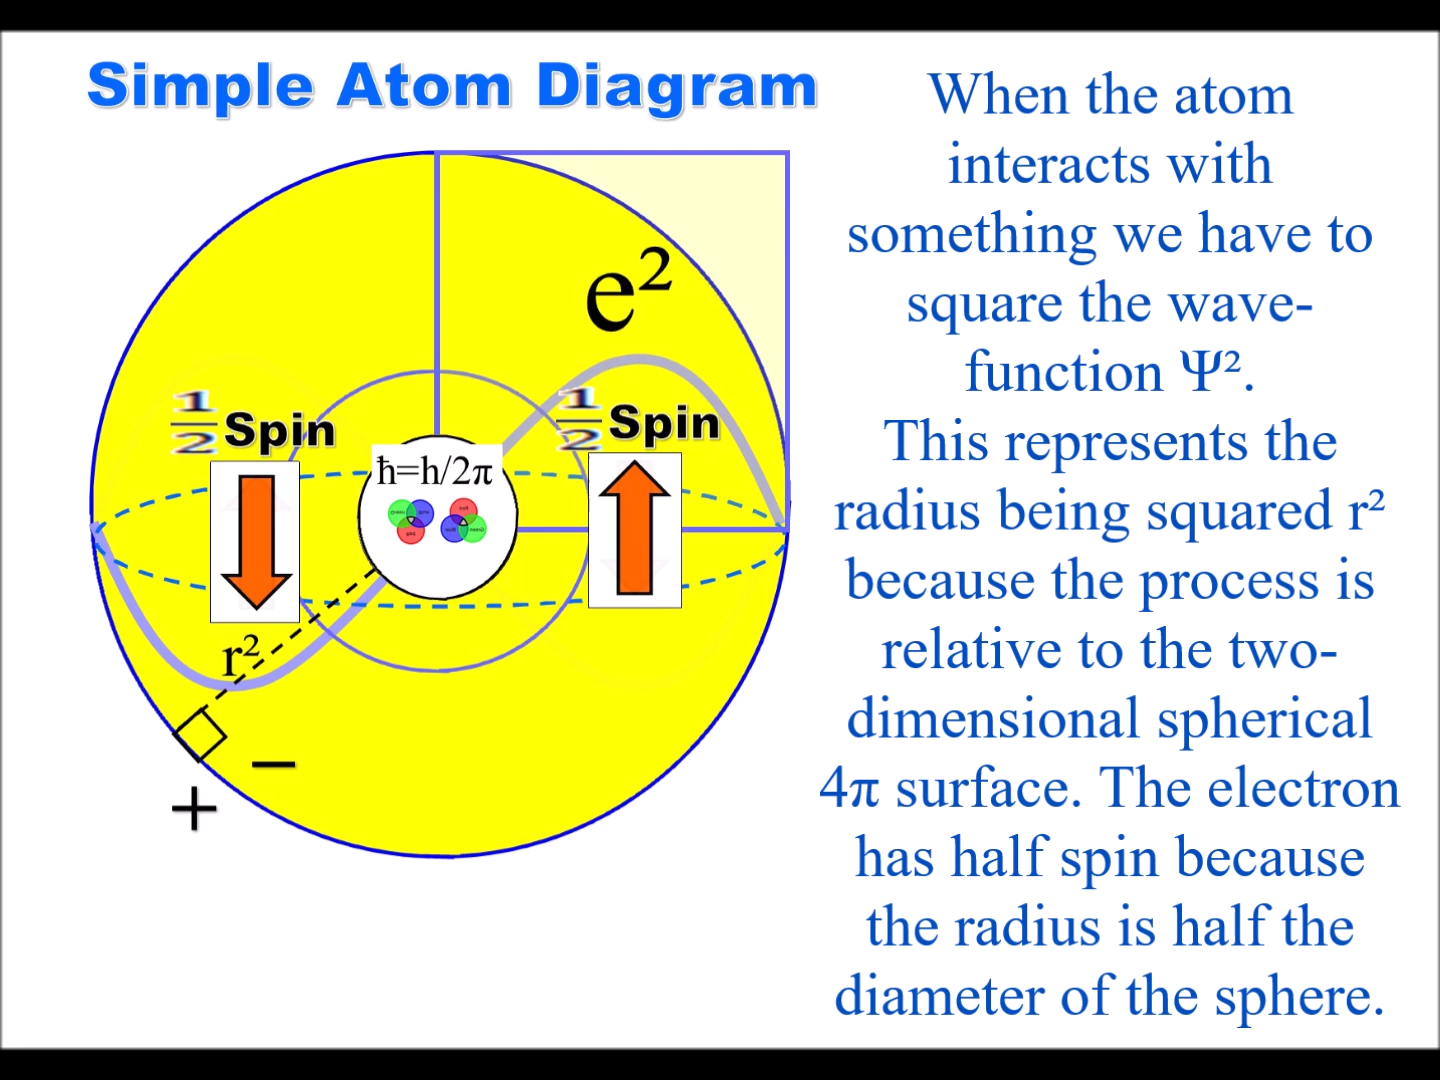 Simple Atom Diagram
e²
½ Spin
½ Spin
ħ=h/2π
r²
−
+
When the atom
interacts with
something we have to
square the wave-
function Ψ².
This represents the
radius being squared r²
because the process is
relative to the two-
dimensional spherical
4π surface. The electron
has half spin because
the radius is half the
diameter of the sphere.